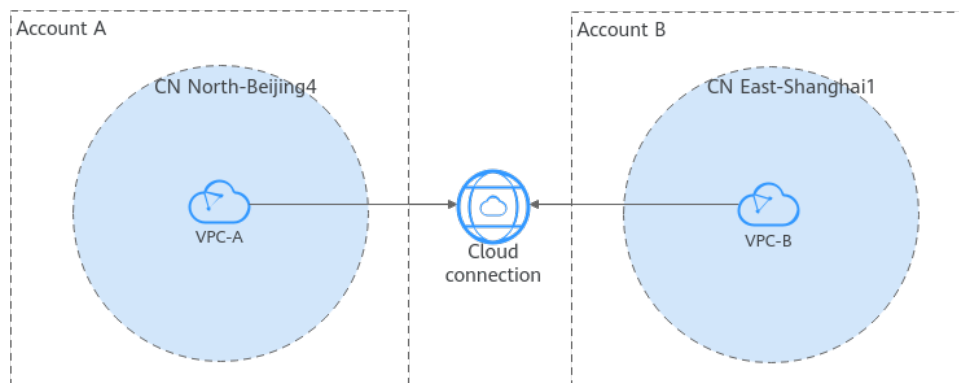 Account A
Account B
CN North-Beijing4
CN East-Shanghai1
VPC-A
VPC-B
Cloud
connection